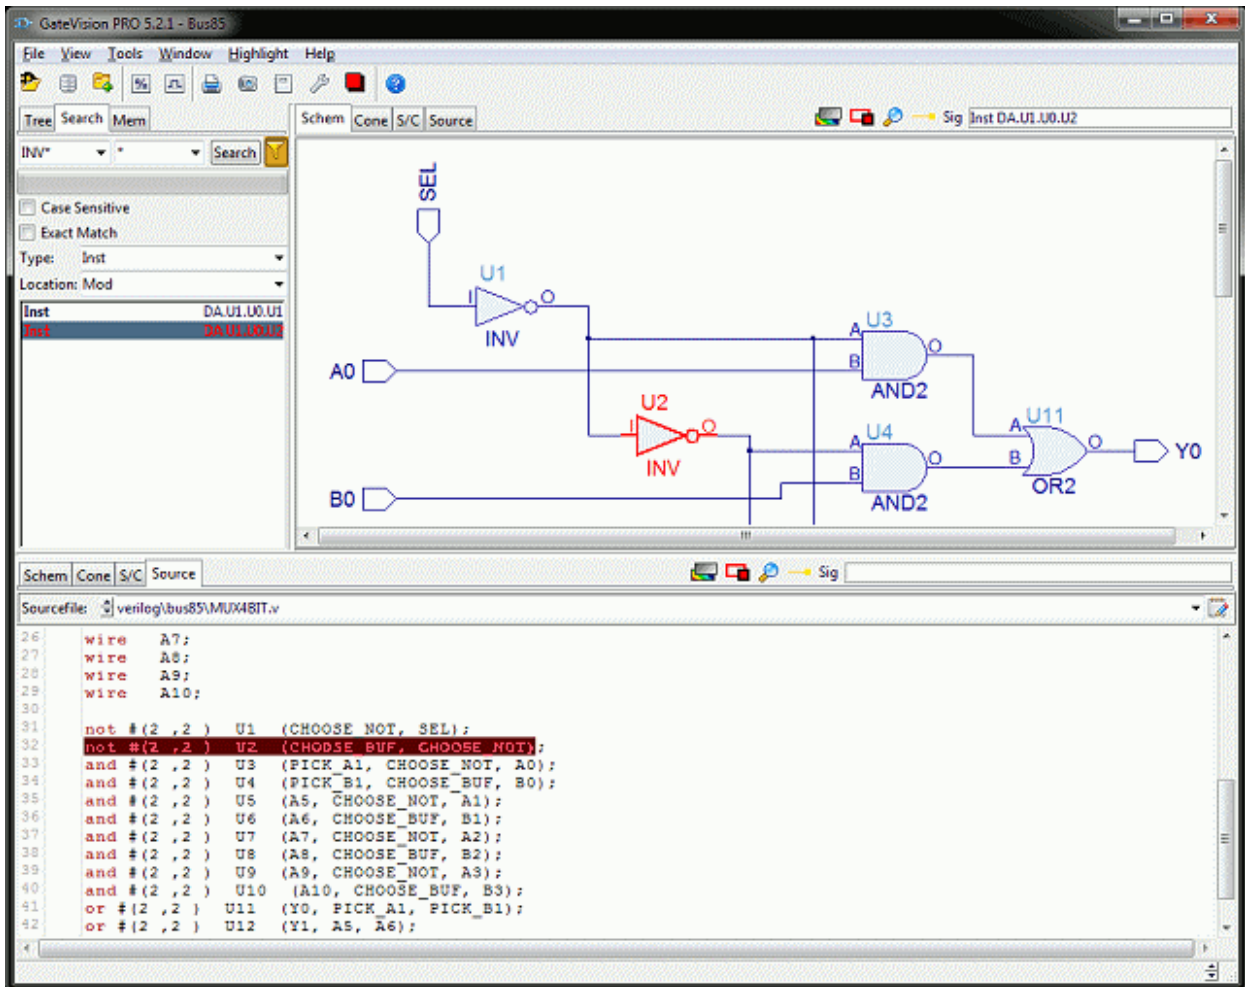 GateVision PRO 5.2.1 - Bus85
File View Tools Window Highlight Help
Tree Search Mem
Schem Cone S/C Source
Sig Inst DA.U1.U0.U2
INV* * Search
Case Sensitive
Exact Match
Type: Inst
Location: Mod
Inst DA.U1.U0.U1
Inst DA.U1.U0.U2
SEL
U1
I O
INV
A0
A U3
B O
AND2
U2
I O
INV
A U4
B O
AND2
A U11
B O
OR2
Y0
B0
Schem Cone S/C Source
Sig
Sourcefile: verilog\bus85\MUX4BIT.v
26 wire A7;
27 wire A8;
28 wire A9;
29 wire A10;
30
31 not #(2 ,2 ) U1 (CHOOSE_NOT, SEL);
32 not #(2 ,2 ) U2 (CHOOSE_BUF, CHOOSE_NOT);
33 and #(2 ,2 ) U3 (PICK_A1, CHOOSE_NOT, A0);
34 and #(2 ,2 ) U4 (PICK_B1, CHOOSE_BUF, B0);
35 and #(2 ,2 ) U5 (A5, CHOOSE_NOT, A1);
36 and #(2 ,2 ) U6 (A6, CHOOSE_BUF, B1);
37 and #(2 ,2 ) U7 (A7, CHOOSE_NOT, A2);
38 and #(2 ,2 ) U8 (A8, CHOOSE_BUF, B2);
39 and #(2 ,2 ) U9 (A9, CHOOSE_NOT, A3);
40 and #(2 ,2 ) U10 (A10, CHOOSE_BUF, B3);
41 or #(2 ,2 ) U11 (Y0, PICK_A1, PICK_B1);
42 or #(2 ,2 ) U12 (Y1, A5, A6);